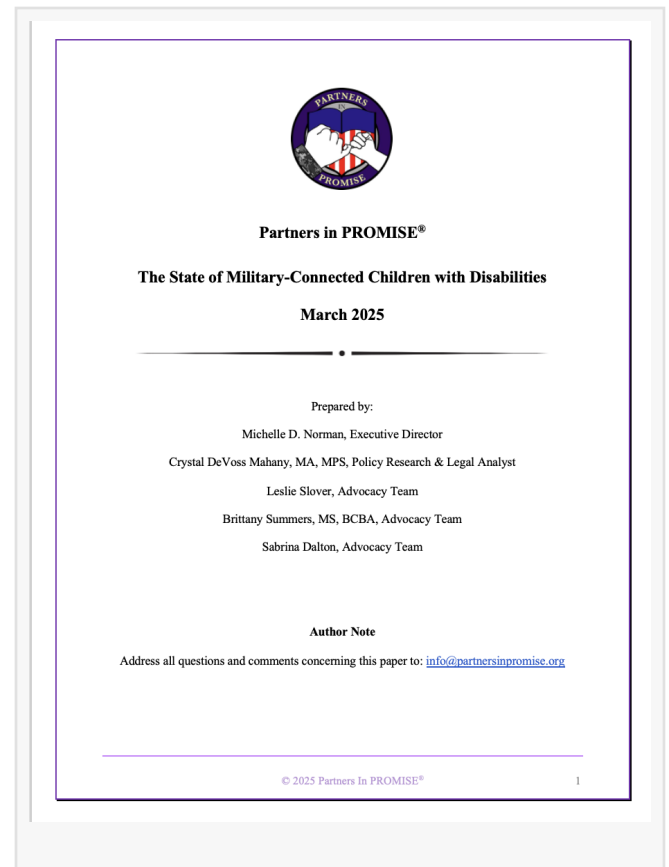 PARTNERS
IN
PROMISE
Partners in PROMISE®
The State of Military-Connected Children with Disabilities
March 2025
Prepared by:
Michelle D. Norman, Executive Director
Crystal DeVoss Mahany, MA, MPS, Policy Research & Legal Analyst
Leslie Slover, Advocacy Team
Brittany Summers, MS, BCBA, Advocacy Team
Sabrina Dalton, Advocacy Team
Author Note
Address all questions and comments concerning this paper to: info@partnersinpromise.org
© 2025 Partners In PROMISE® 1